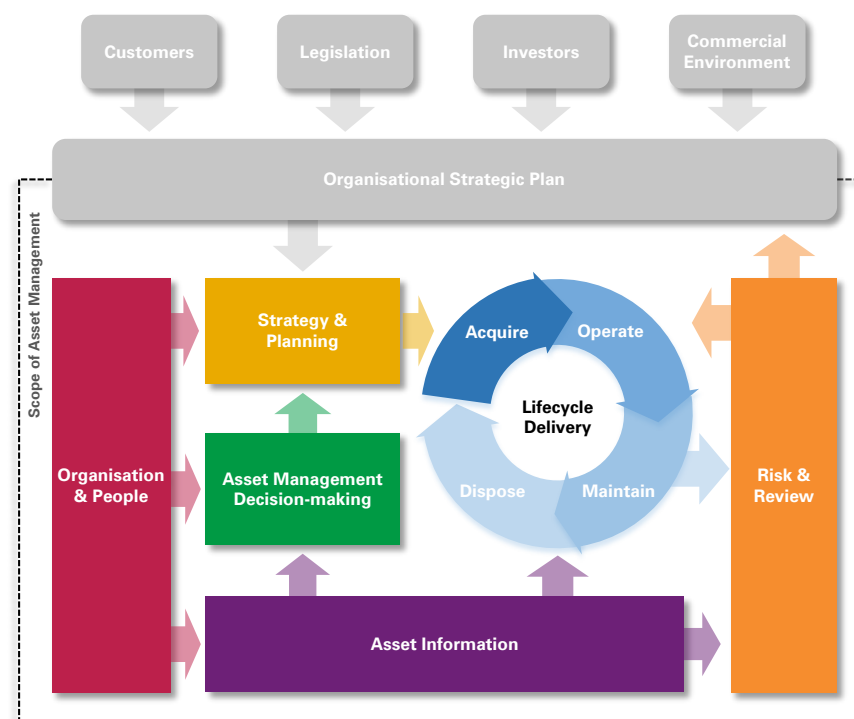 Customers
Legislation
Investors
Commercial
Environment
Organisational Strategic Plan
Scope of Asset Management
Strategy &
Planning
Acquire
Operate
Lifecycle
Delivery
Organisation
& People
Asset Management
Decision-making
Dispose
Maintain
Risk &
Review
Asset Information